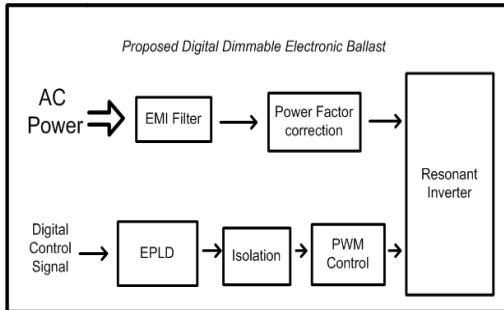 Proposed Digital Dimmable Electronic Ballast
AC
Power
EMI Filter
Power Factor
correction
Resonant
Inverter
Digital
Control
Signal
EPLD
Isolation
PWM
Control